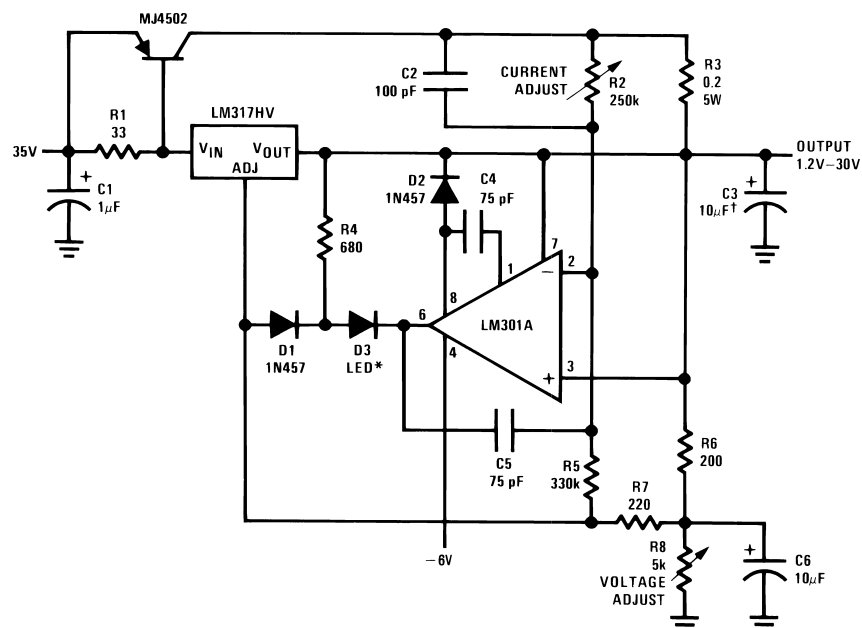 MJ4502
C2
100 pF
CURRENT
ADJUST
R2
250k
R3
0.2
5W
R1
33
LM317HV
35V
VIN
VOUT
ADJ
OUTPUT
1.2V–30V
+
C1
1μF
D2
1N457
C4
75 pF
+
C3
10μF†
R4
680
7
1
2
−
8
6
LM301A
4
3
+
D1
1N457
D3
LED*
C5
75 pF
R5
330k
R6
200
R7
220
−6V
R8
5k
VOLTAGE
ADJUST
+
C6
10μF